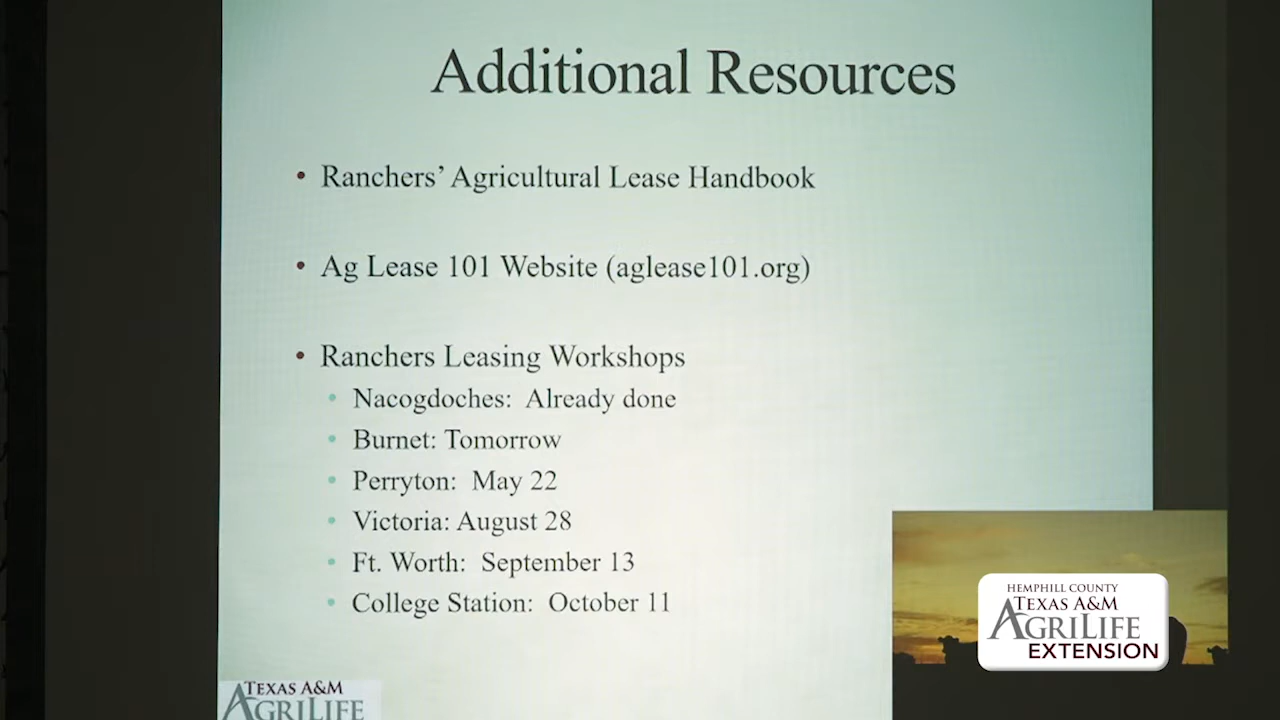 Additional Resources
• Ranchers’ Agricultural Lease Handbook
• Ag Lease 101 Website (aglease101.org)
• Ranchers Leasing Workshops
• Nacogdoches: Already done
• Burnet: Tomorrow
• Perryton: May 22
• Victoria: August 28
• Ft. Worth: September 13
• College Station: October 11
TEXAS A&M
AGRILIFE
HEMPHILL COUNTY
TEXAS A&M
AGRILIFE
EXTENSION